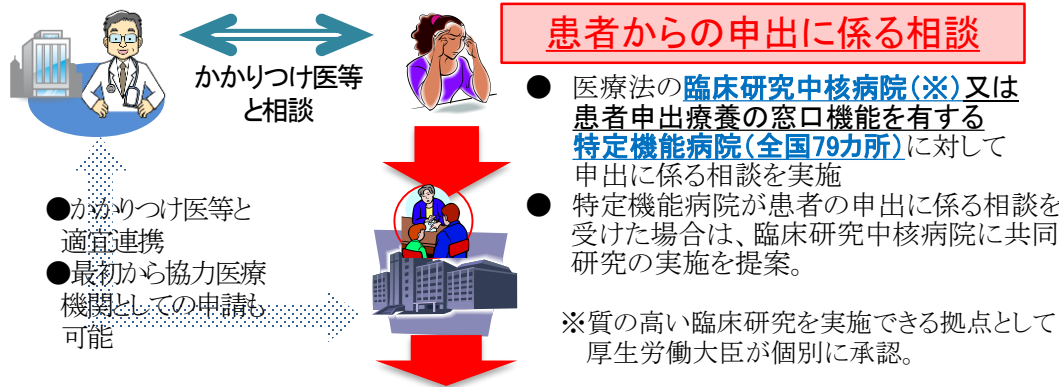 患者からの申出に係る相談
かかりつけ医等
と相談
● 医療法の臨床研究中核病院(※)又は
患者申出療養の窓口機能を有する
特定機能病院(全国79カ所)に対して
申出に係る相談を実施
● 特定機能病院が患者の申出に係る相談を
受けた場合は、臨床研究中核病院に共同
研究の実施を提案。
※質の高い臨床研究を実施できる拠点として
厚生労働大臣が個別に承認。
●かかりつけ医等と
適宜連携
●最初から協力医療
機関としての申請も
可能